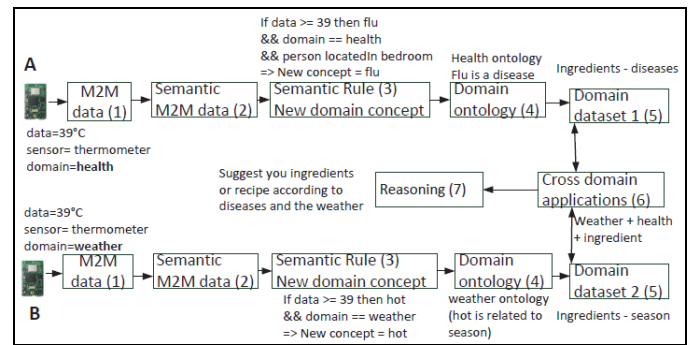 If data >= 39 then flu
&& domain == health
&& person locatedIn bedroom
=> New concept = flu
Health ontology
Flu is a disease
Ingredients - diseases
A
M2M
data (1)
Semantic
M2M data (2)
Semantic Rule (3)
New domain concept
Domain
ontology (4)
Domain
dataset 1 (5)
data=39°C
sensor= thermometer
domain=health
Suggest you ingredients
or recipe according to
diseases and the weather
Reasoning (7)
Cross domain
applications (6)
Weather + health
+ ingredient
data=39°C
sensor= thermometer
domain=weather
M2M
data (1)
Semantic
M2M data (2)
Semantic Rule (3)
New domain concept
Domain
ontology (4)
Domain
dataset 2 (5)
B
If data >= 39 then hot
&& domain == weather
=> New concept = hot
weather ontology
(hot is related to
season)
Ingredients - season